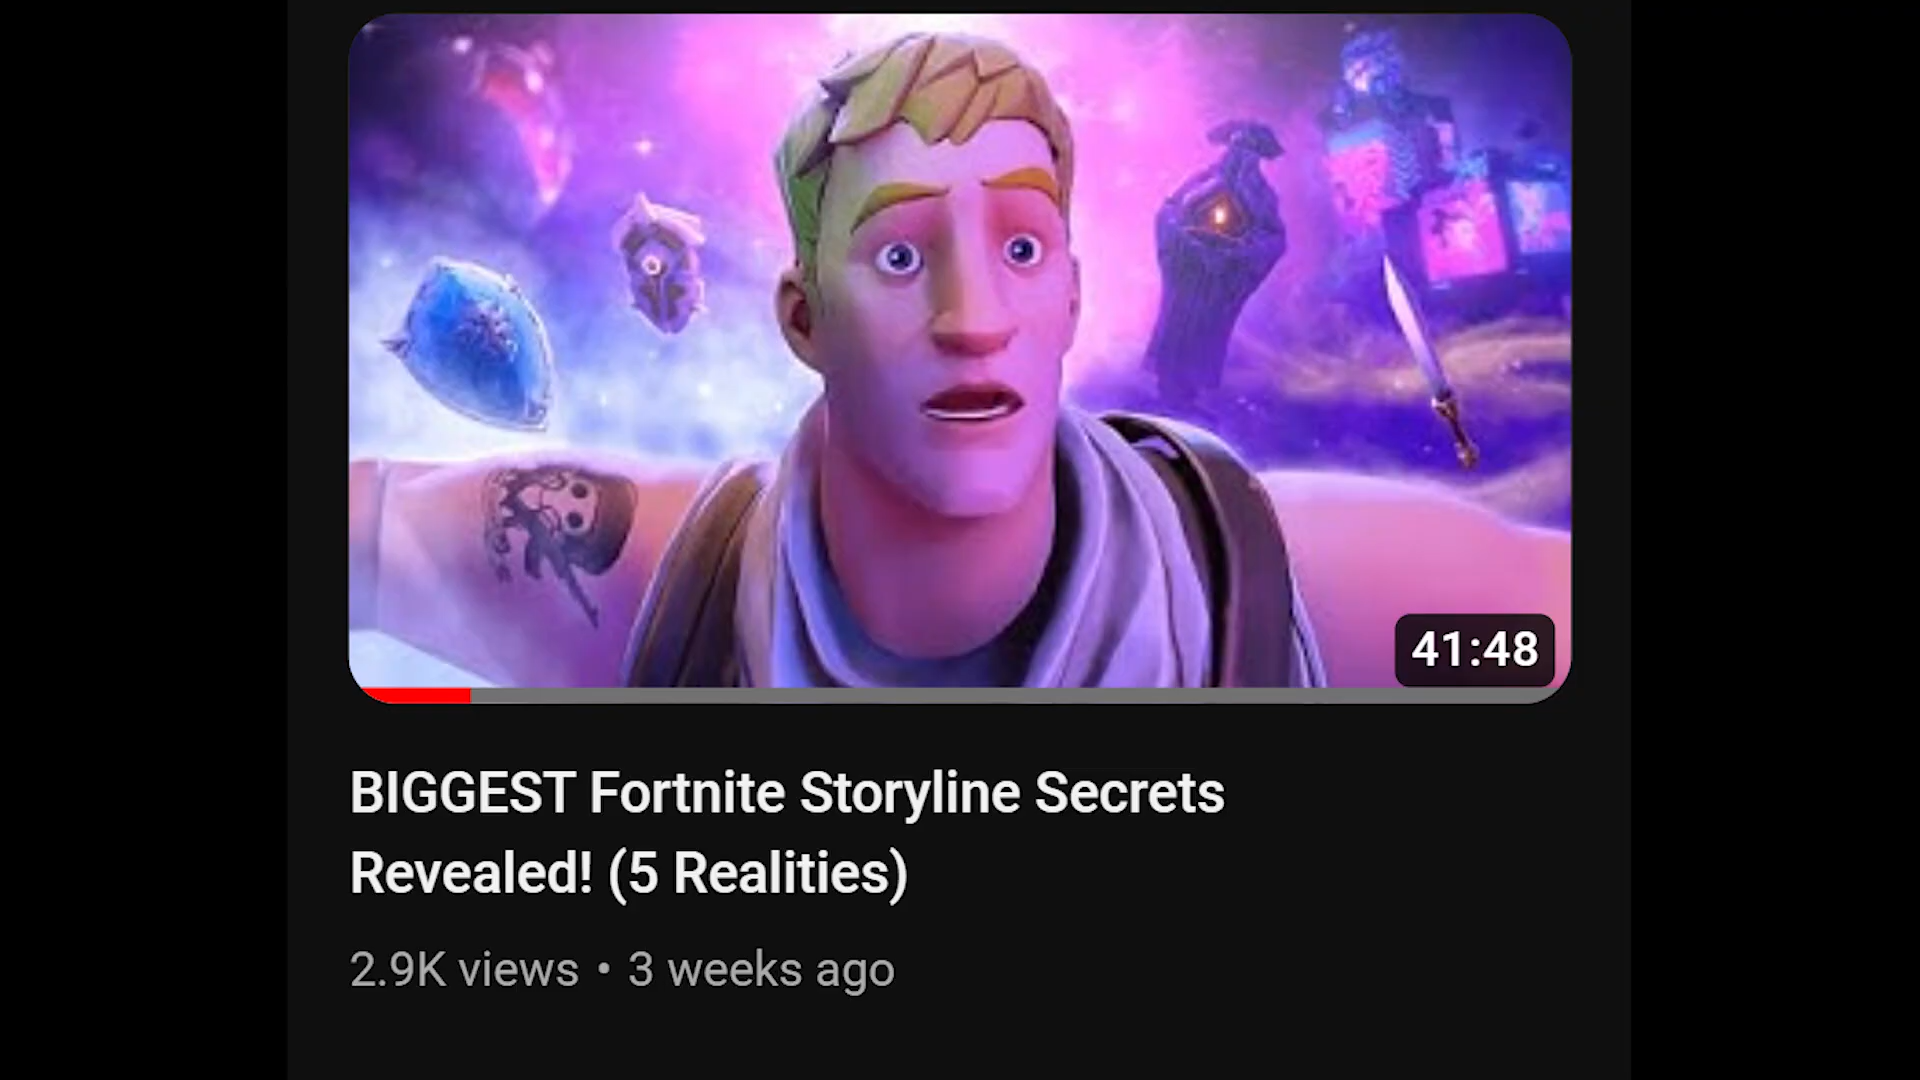 41:48
BIGGEST Fortnite Storyline Secrets
Revealed! (5 Realities)
2.9K views • 3 weeks ago